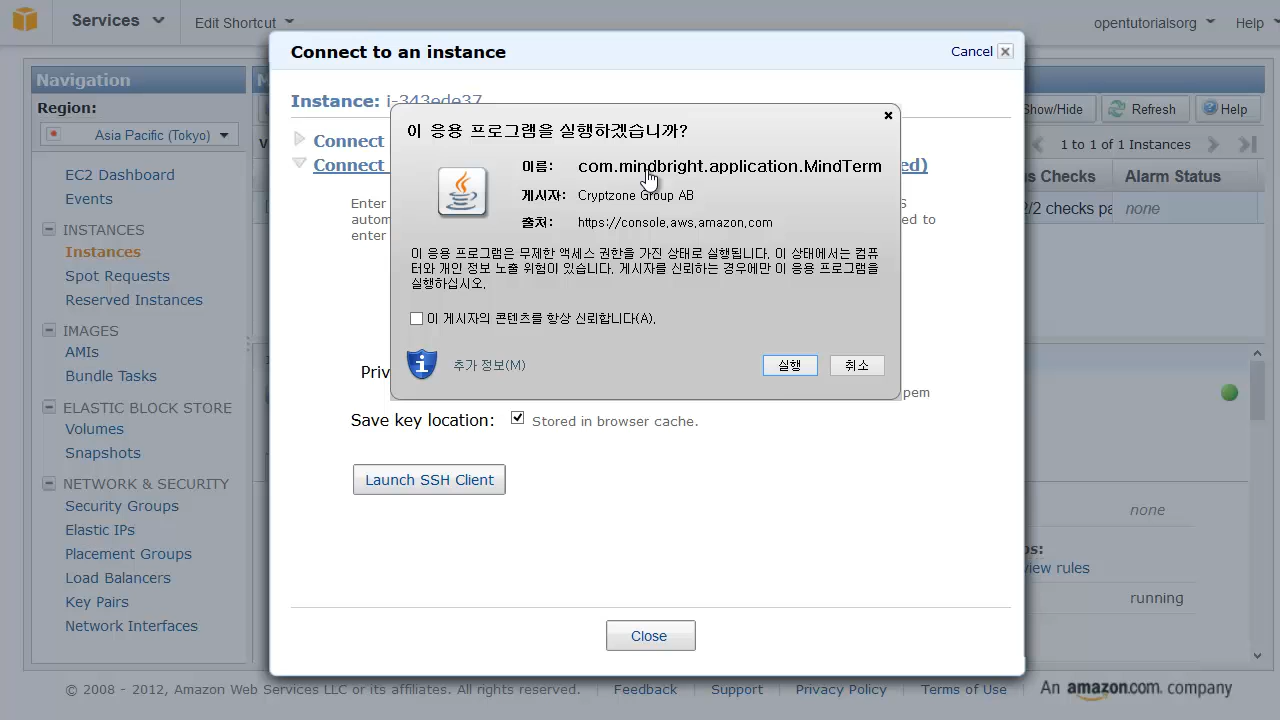 Services
Edit Shortcut
opentutorialsorg
Help
Navigation
Region:
Asia Pacific (Tokyo)
EC2 Dashboard
Events
INSTANCES
Instances
Spot Requests
Reserved Instances
IMAGES
AMIs
Bundle Tasks
ELASTIC BLOCK STORE
Volumes
Snapshots
NETWORK & SECURITY
Security Groups
Elastic IPs
Placement Groups
Load Balancers
Key Pairs
Network Interfaces
Connect to an instance
Cancel
Instance: i-343ede37
Connect
Connect
Enter
autom
enter
ed to
pem
Save key location:
Stored in browser cache.
Launch SSH Client
Close
이 응용 프로그램을 실행하겠습니까?
이름: com.mindbright.application.MindTerm
게시자: Cryptzone Group AB
출처: https://console.aws.amazon.com
이 응용 프로그램은 무제한 액세스 권한을 가진 상태로 실행됩니다. 이 상태에서는 컴퓨
터와 개인 정보 노출 위험이 있습니다. 게시자를 신뢰하는 경우에만 이 응용 프로그램을
실행하십시오.
이 게시자의 콘텐츠를 항상 신뢰합니다(A).
추가 정보(M)
실행
취소
Show/Hide
Refresh
Help
1 to 1 of 1 Instances
Checks
Alarm Status
2/2 checks pa
none
none
view rules
running
© 2008 - 2012, Amazon Web Services LLC or its affiliates. All rights reserved.
Feedback
Support
Privacy Policy
Terms of Use
An amazon.com company